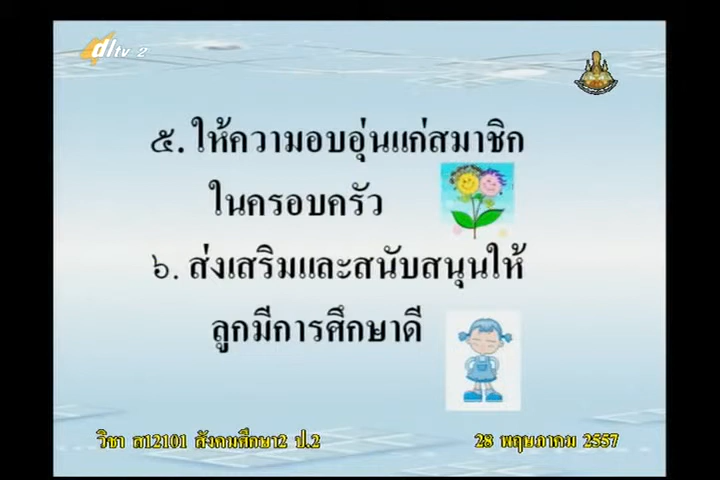 dltv 2
๕. ให้ความอบอุ่นแก่สมาชิก
ในครอบครัว
๖. ส่งเสริมและสนับสนุนให้
ลูกมีการศึกษาดี
วิชา ส12101 สังคมศึกษา2 ป.2
28 พฤษภาคม 2557